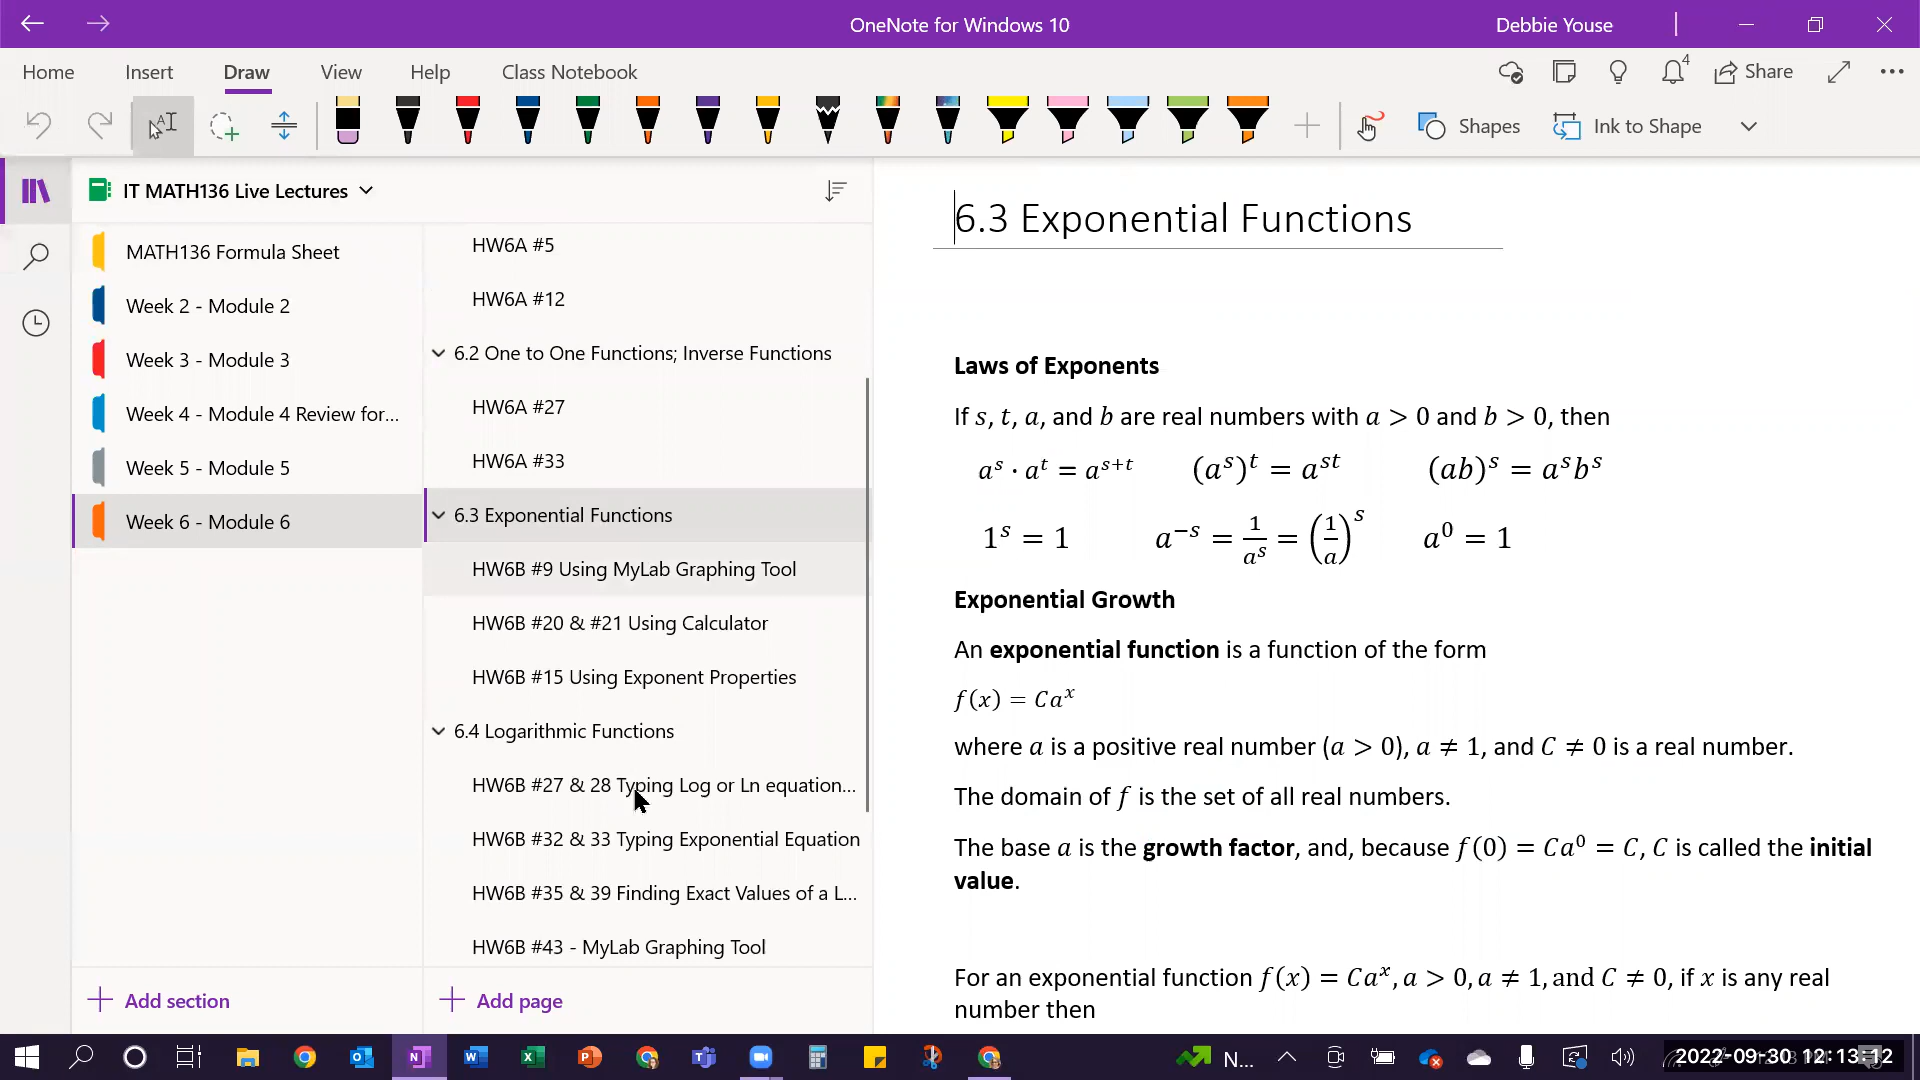 OneNote for Windows 10
Debbie Youse
Home Insert Draw View Help Class Notebook
4
Share
Shapes
Ink to Shape
IT MATH136 Live Lectures
MATH136 Formula Sheet
Week 2 - Module 2
Week 3 - Module 3
Week 4 - Module 4 Review for...
Week 5 - Module 5
Week 6 - Module 6
Add section
HW6A #5
HW6A #12
6.2 One to One Functions; Inverse Functions
HW6A #27
HW6A #33
6.3 Exponential Functions
HW6B #9 Using MyLab Graphing Tool
HW6B #20 & #21 Using Calculator
HW6B #15 Using Exponent Properties
6.4 Logarithmic Functions
HW6B #27 & 28 Typing Log or Ln equation...
HW6B #32 & 33 Typing Exponential Equation
HW6B #35 & 39 Finding Exact Values of a L...
HW6B #43 - MyLab Graphing Tool
Add page
6.3 Exponential Functions
Laws of Exponents
If s, t, a, and b are real numbers with a > 0 and b > 0, then
a^s · a^t = a^{s+t} (a^s)^t = a^{st} (ab)^s = a^s b^s
1^s = 1 a^{-s} = 1/a^s = (1/a)^s a^0 = 1
Exponential Growth
An exponential function is a function of the form
f(x) = Ca^x
where a is a positive real number (a > 0), a ≠ 1, and C ≠ 0 is a real number.
The domain of f is the set of all real numbers.
The base a is the growth factor, and, because f(0) = Ca^0 = C, C is called the initial
value.
For an exponential function f(x) = Ca^x, a > 0, a ≠ 1, and C ≠ 0, if x is any real
number then
N...
2022-09-30 12:13:12